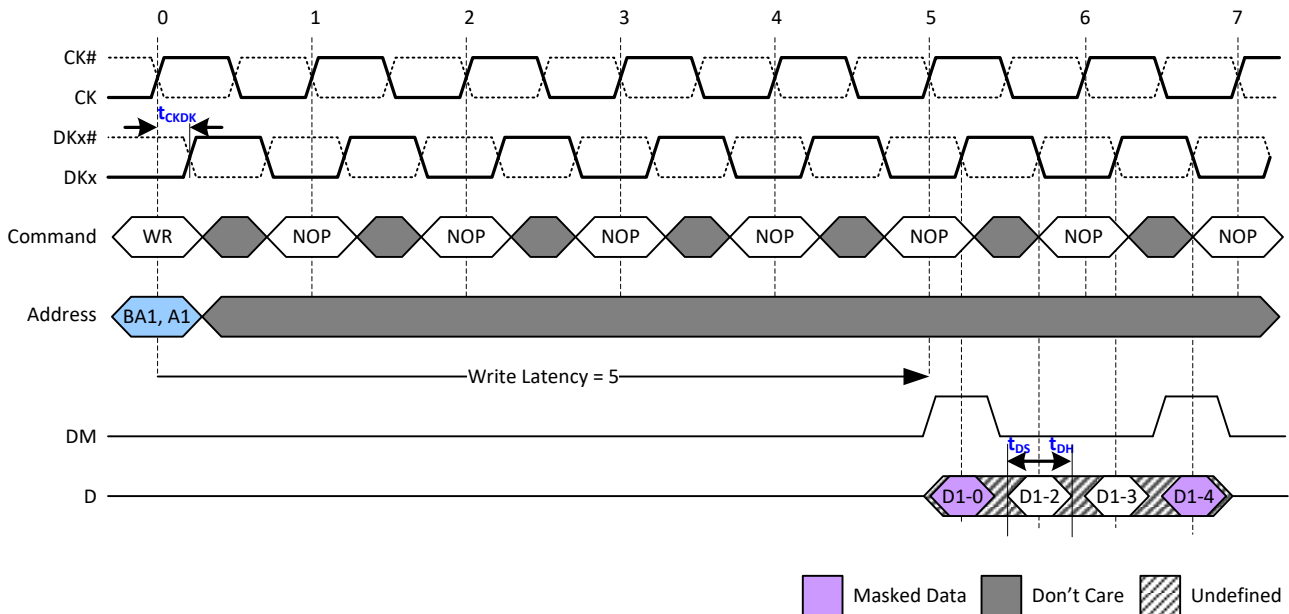 0 1 2 3 4 5 6 7
CK#
CK
tCKDK
DKx#
DKx
Command WR NOP NOP NOP NOP NOP NOP NOP
Address BA1, A1
Write Latency = 5
DM
tDS tDH
D D1-0 D1-2 D1-3 D1-4
Masked Data Don't Care Undefined